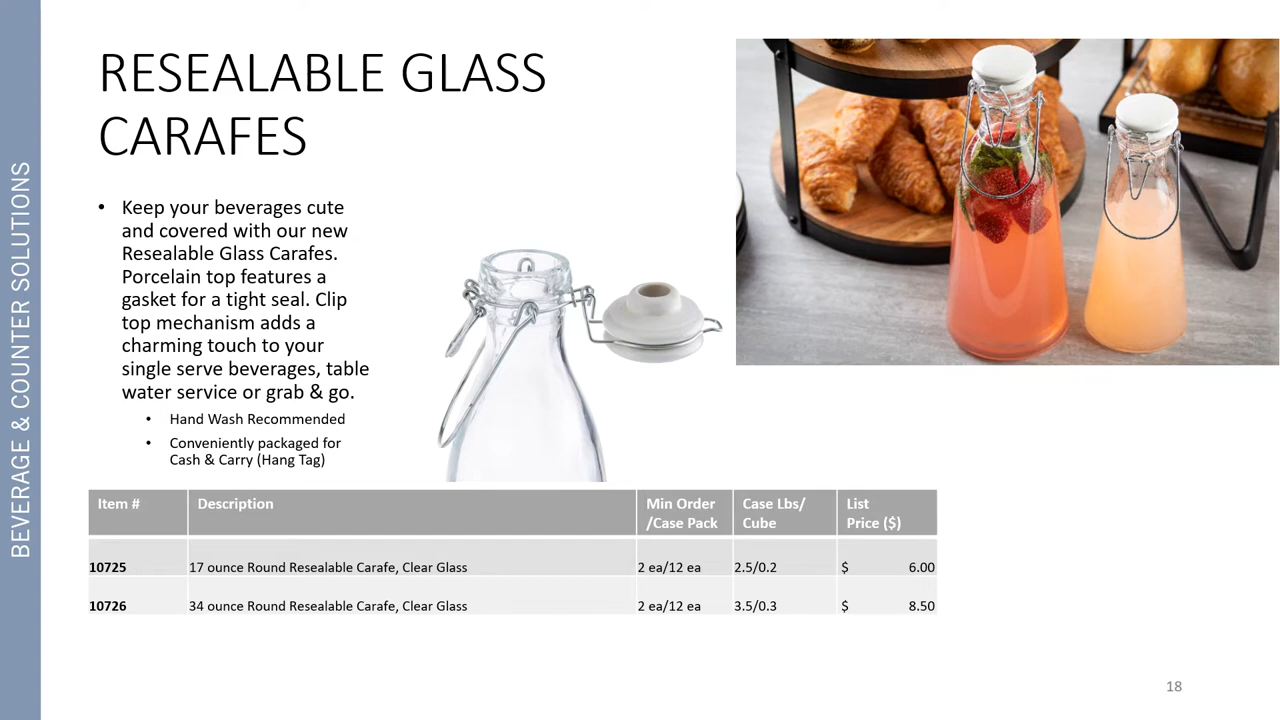 BEVERAGE & COUNTER SOLUTIONS
RESEALABLE GLASS
CARAFES
• Keep your beverages cute
and covered with our new
Resealable Glass Carafes.
Porcelain top features a
gasket for a tight seal. Clip
top mechanism adds a
charming touch to your
single serve beverages, table
water service or grab & go.
• Hand Wash Recommended
• Conveniently packaged for
Cash & Carry (Hang Tag)
Item # Description Min Order /Case Pack Case Lbs/ Cube List Price ($)
10725 17 ounce Round Resealable Carafe, Clear Glass 2 ea/12 ea 2.5/0.2 $ 6.00
10726 34 ounce Round Resealable Carafe, Clear Glass 2 ea/12 ea 3.5/0.3 $ 8.50
18